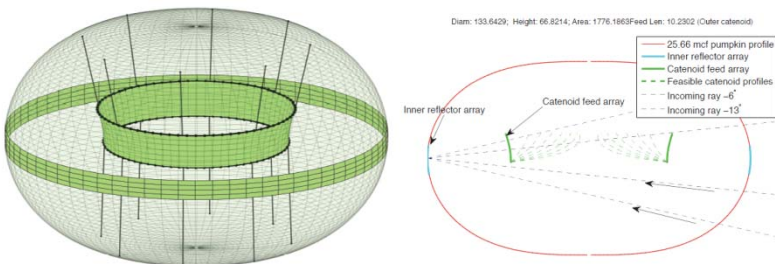 Diam: 133.6429; Height: 66.8214; Area: 1776.1863Feed Len: 10.2302 (Outer catenoid)
25.66 mcf pumpkin profile
Inner reflector array
Catenoid feed array
Feasible catenoid profiles
Incoming ray ~6°
Incoming ray ~13°
Inner reflector array
Catenoid feed array